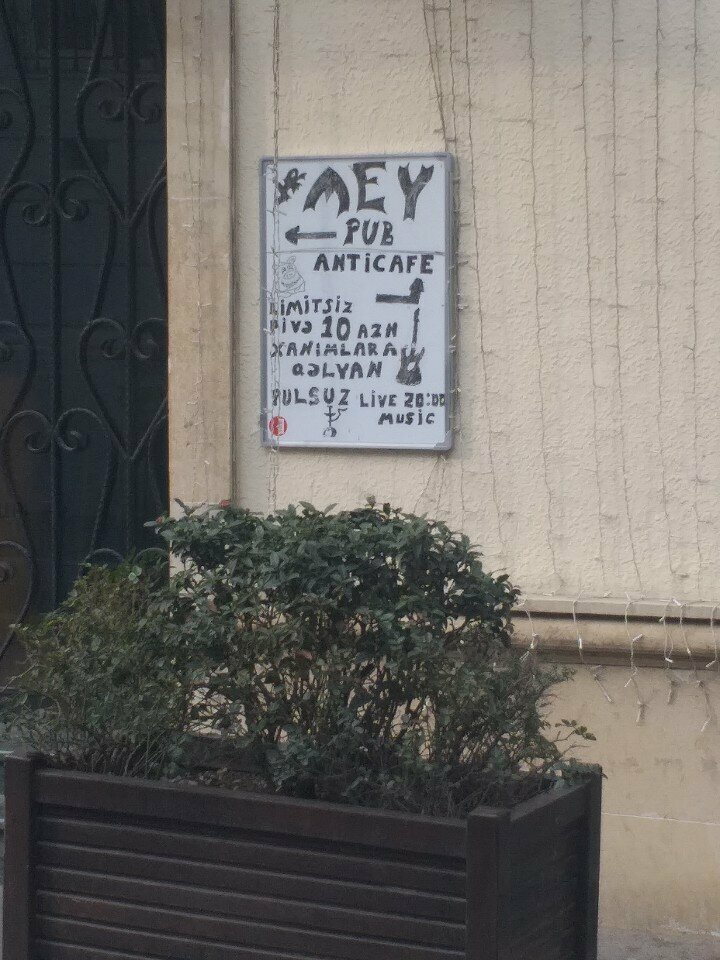 MEY
PUB
ANTiCAFE
LiMiTSiZ
PiVƏ 10 AZN
XANIMLARA
QƏLYAN
PULSUZ LiVE 20:00
MUSiC